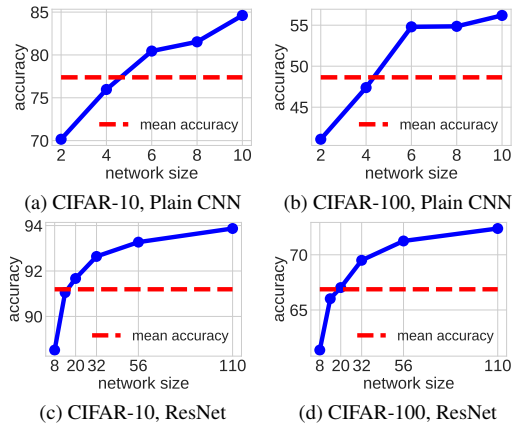 85
80
75
70
accuracy
mean accuracy
2 4 6 8 10
network size
(a) CIFAR-10, Plain CNN
55
50
45
accuracy
mean accuracy
2 4 6 8 10
network size
(b) CIFAR-100, Plain CNN
94
92
90
accuracy
mean accuracy
8 20 32 56 110
network size
(c) CIFAR-10, ResNet
70
65
accuracy
mean accuracy
8 20 32 56 110
network size
(d) CIFAR-100, ResNet